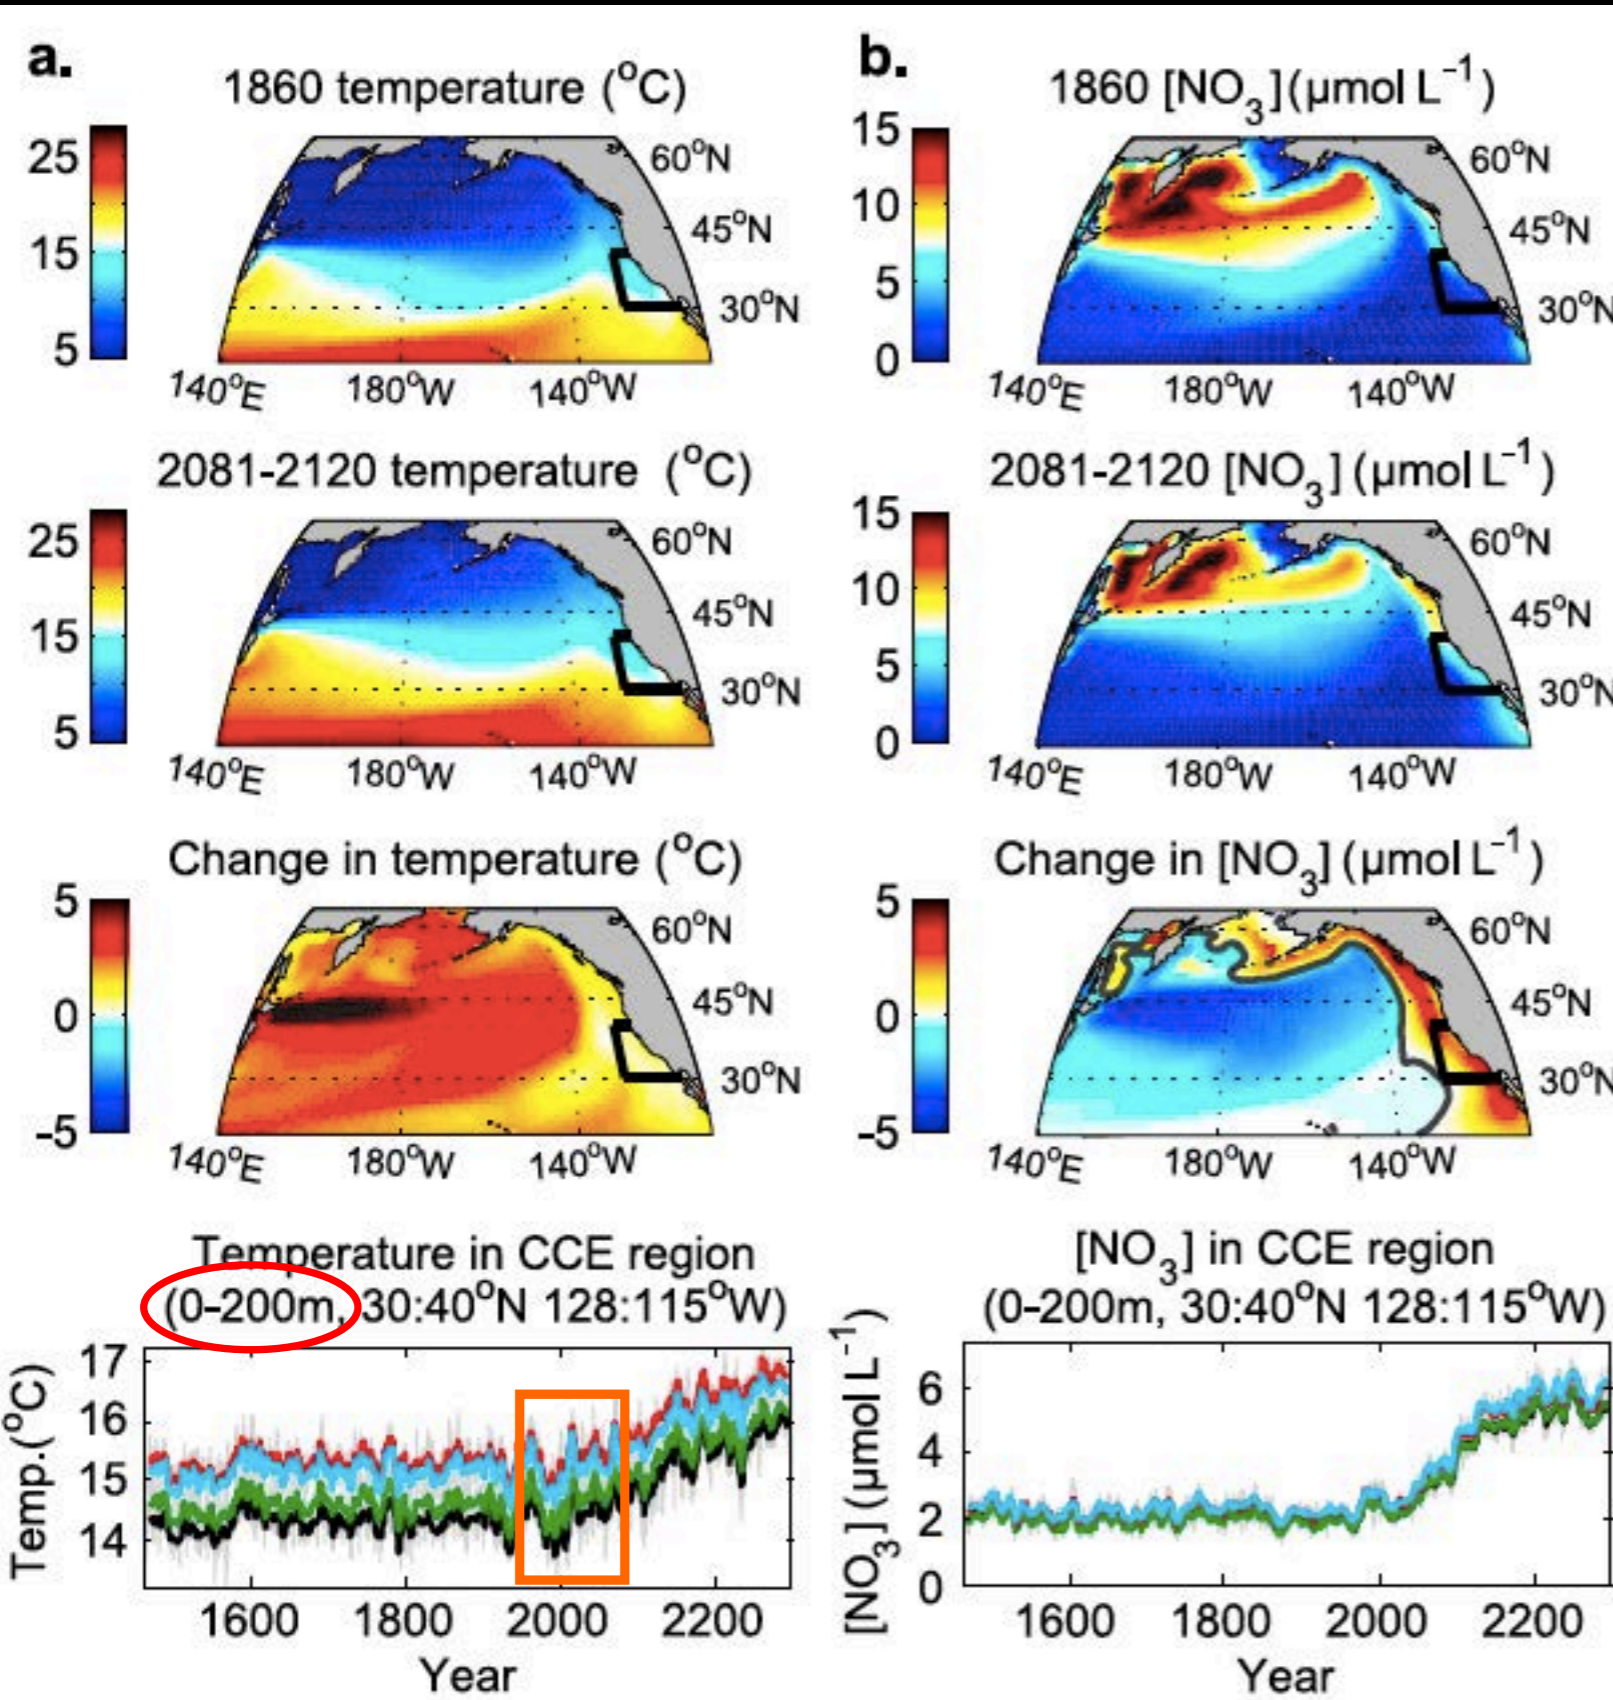 a.
1860 temperature (°C)
25
15
5
60°N
45°N
30°N
140°E 180°W 140°W
b.
1860 [NO₃](μmol L⁻¹)
15
10
5
0
60°N
45°N
30°N
140°E 180°W 140°W
2081-2120 temperature (°C)
25
15
5
60°N
45°N
30°N
140°E 180°W 140°W
2081-2120 [NO₃] (μmol L⁻¹)
15
10
5
0
60°N
45°N
30°N
140°E 180°W 140°W
Change in temperature (°C)
5
0
−5
60°N
45°N
30°N
140°E 180°W 140°W
Change in [NO₃] (μmol L⁻¹)
5
0
−5
60°N
45°N
30°N
140°E 180°W 140°W
Temperature in CCE region
(0−200m, 30:40°N 128:115°W)
Temp.(°C)
17
16
15
14
1600 1800 2000 2200
Year
[NO₃] in CCE region
(0−200m, 30:40°N 128:115°W)
[NO₃] (μmol L⁻¹)
6
4
2
0
1600 1800 2000 2200
Year